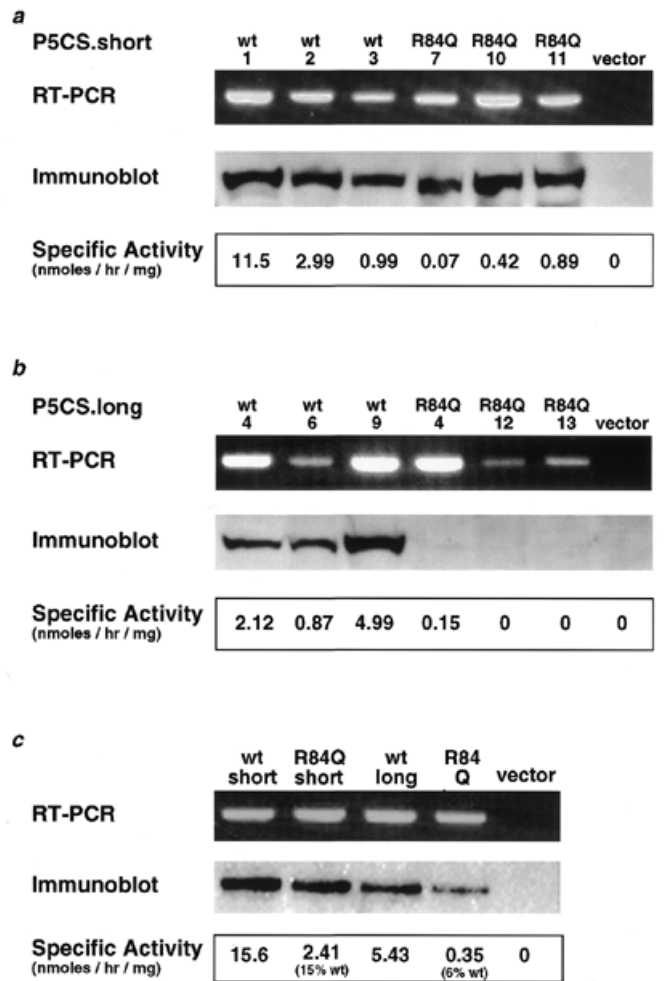 a
P5CS.short wt 1 wt 2 wt 3 R84Q 7 R84Q 10 R84Q 11 vector
RT-PCR
Immunoblot
Specific Activity (nmoles / hr / mg) 11.5 2.99 0.99 0.07 0.42 0.89 0
b
P5CS.long wt 4 wt 6 wt 9 R84Q 4 R84Q 12 R84Q 13 vector
RT-PCR
Immunoblot
Specific Activity (nmoles / hr / mg) 2.12 0.87 4.99 0.15 0 0 0
c
wt short R84Q short wt long R84 Q vector
RT-PCR
Immunoblot
Specific Activity (nmoles / hr / mg) 15.6 2.41 (15% wt) 5.43 0.35 (6% wt) 0